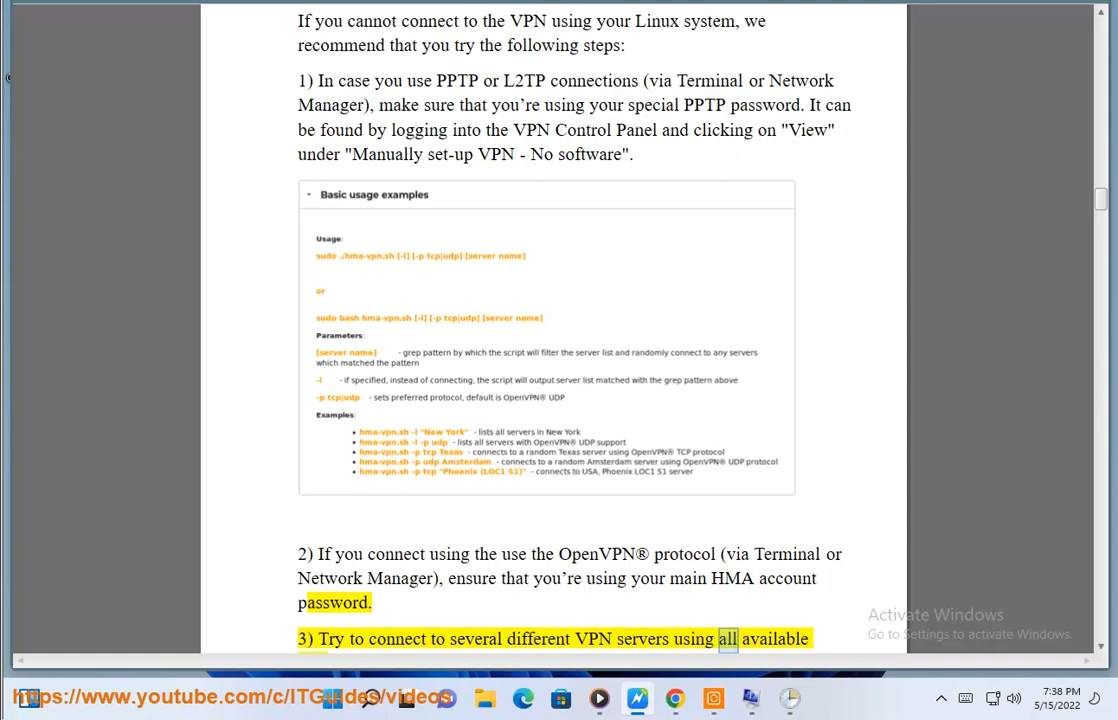 If you cannot connect to the VPN using your Linux system, we
recommend that you try the following steps:
1) In case you use PPTP or L2TP connections (via Terminal or Network
Manager), make sure that you’re using your special PPTP password. It can
be found by logging into the VPN Control Panel and clicking on "View"
under "Manually set-up VPN - No software".
Basic usage examples
Usage:
sudo ./hma-vpn.sh [-l] [-p tcp|udp] [server name]
or
sudo bash hma-vpn.sh [-l] [-p tcp|udp] [server name]
Parameters:
[server name] - grep pattern by which the script will filter the server list and randomly connect to any servers
which matched the pattern
-l - if specified, instead of connecting, the script will output server list matched with the grep pattern above
-p tcp|udp - sets preferred protocol, default is OpenVPN® UDP
Examples:
• hma-vpn.sh -l "New York" - lists all servers in New York
• hma-vpn.sh -l -p udp - lists all servers with OpenVPN® UDP support
• hma-vpn.sh -p tcp Texas - connects to a random Texas server using OpenVPN® TCP protocol
• hma-vpn.sh -p udp Amsterdam - connects to a random Amsterdam server using OpenVPN® UDP protocol
• hma-vpn.sh -p tcp "Phoenix (LOC1 S1)" - connects to USA, Phoenix LOC1 S1 server
2) If you connect using the use the OpenVPN® protocol (via Terminal or
Network Manager), ensure that you’re using your main HMA account
password.
3) Try to connect to several different VPN servers using all available
Activate Windows
Go to Settings to activate Windows.
https://www.youtube.com/c/ITGuides/videos
7:38 PM
5/15/2022